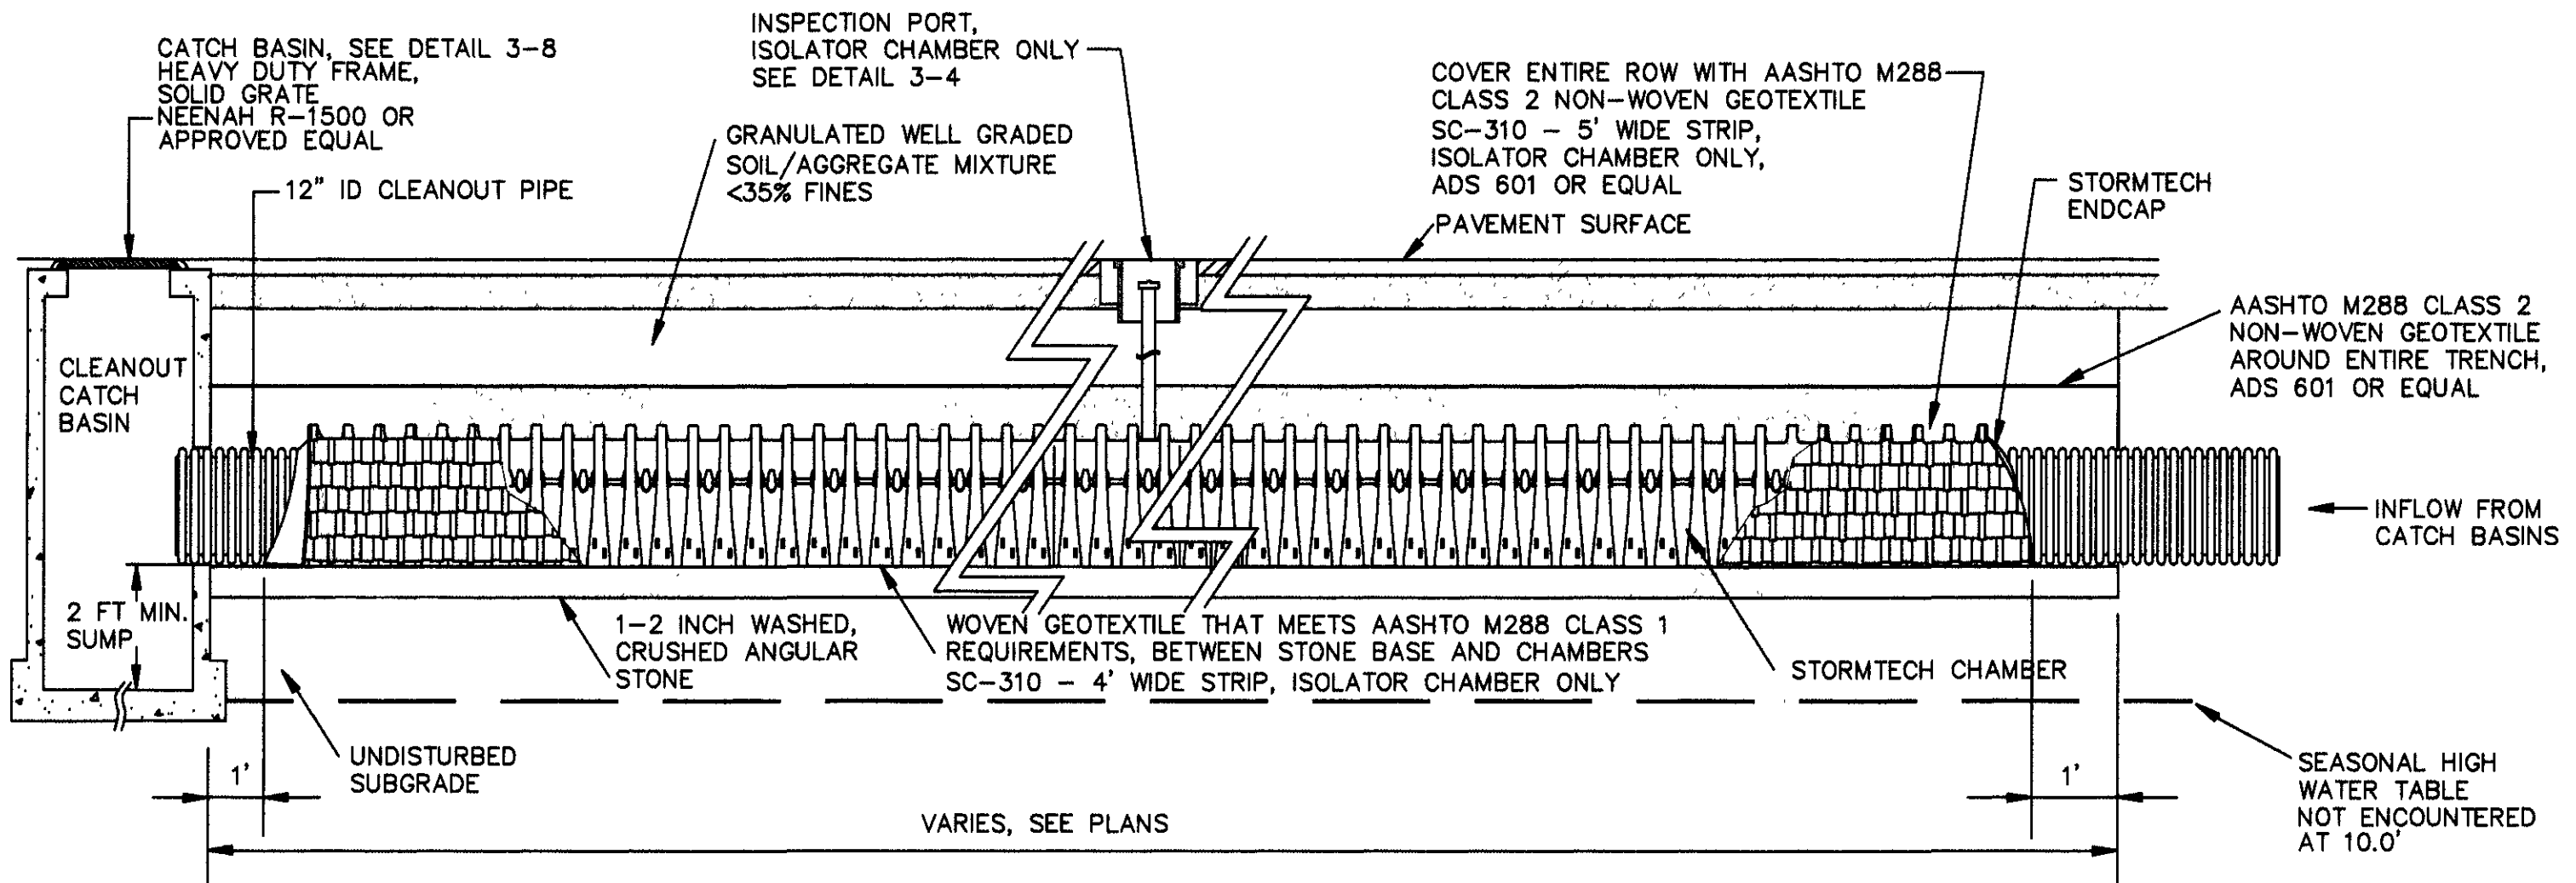 CATCH BASIN, SEE DETAIL 3-8
HEAVY DUTY FRAME,
SOLID GRATE
NEENAH R-1500 OR
APPROVED EQUAL
12" ID CLEANOUT PIPE
INSPECTION PORT,
ISOLATOR CHAMBER ONLY
SEE DETAIL 3-4
GRANULATED WELL GRADED
SOIL/AGGREGATE MIXTURE
<35% FINES
COVER ENTIRE ROW WITH AASHTO M288
CLASS 2 NON-WOVEN GEOTEXTILE
SC-310 - 5' WIDE STRIP,
ISOLATOR CHAMBER ONLY,
ADS 601 OR EQUAL
STORMTECH
ENDCAP
PAVEMENT SURFACE
AASHTO M288 CLASS 2
NON-WOVEN GEOTEXTILE
AROUND ENTIRE TRENCH,
ADS 601 OR EQUAL
CLEANOUT
CATCH
BASIN
INFLOW FROM
CATCH BASINS
2 FT MIN.
SUMP
1-2 INCH WASHED,
CRUSHED ANGULAR
STONE
WOVEN GEOTEXTILE THAT MEETS AASHTO M288 CLASS 1
REQUIREMENTS, BETWEEN STONE BASE AND CHAMBERS
SC-310 - 4' WIDE STRIP, ISOLATOR CHAMBER ONLY
STORMTECH CHAMBER
UNDISTURBED
SUBGRADE
1'
1'
SEASONAL HIGH
WATER TABLE
NOT ENCOUNTERED
AT 10.0'
VARIES, SEE PLANS